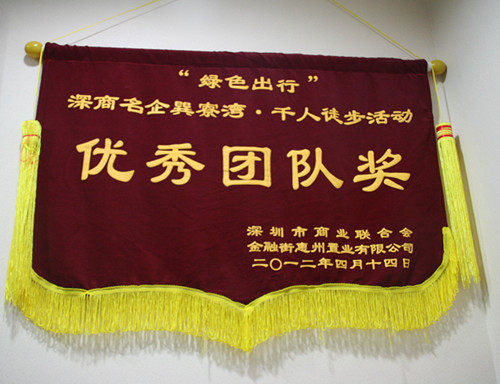 “绿色出行”
深商名企巽寮湾·千人徒步活动
优秀团队奖
深圳市商业联合会
金融街惠州置业有限公司
二〇一二年四月十四日